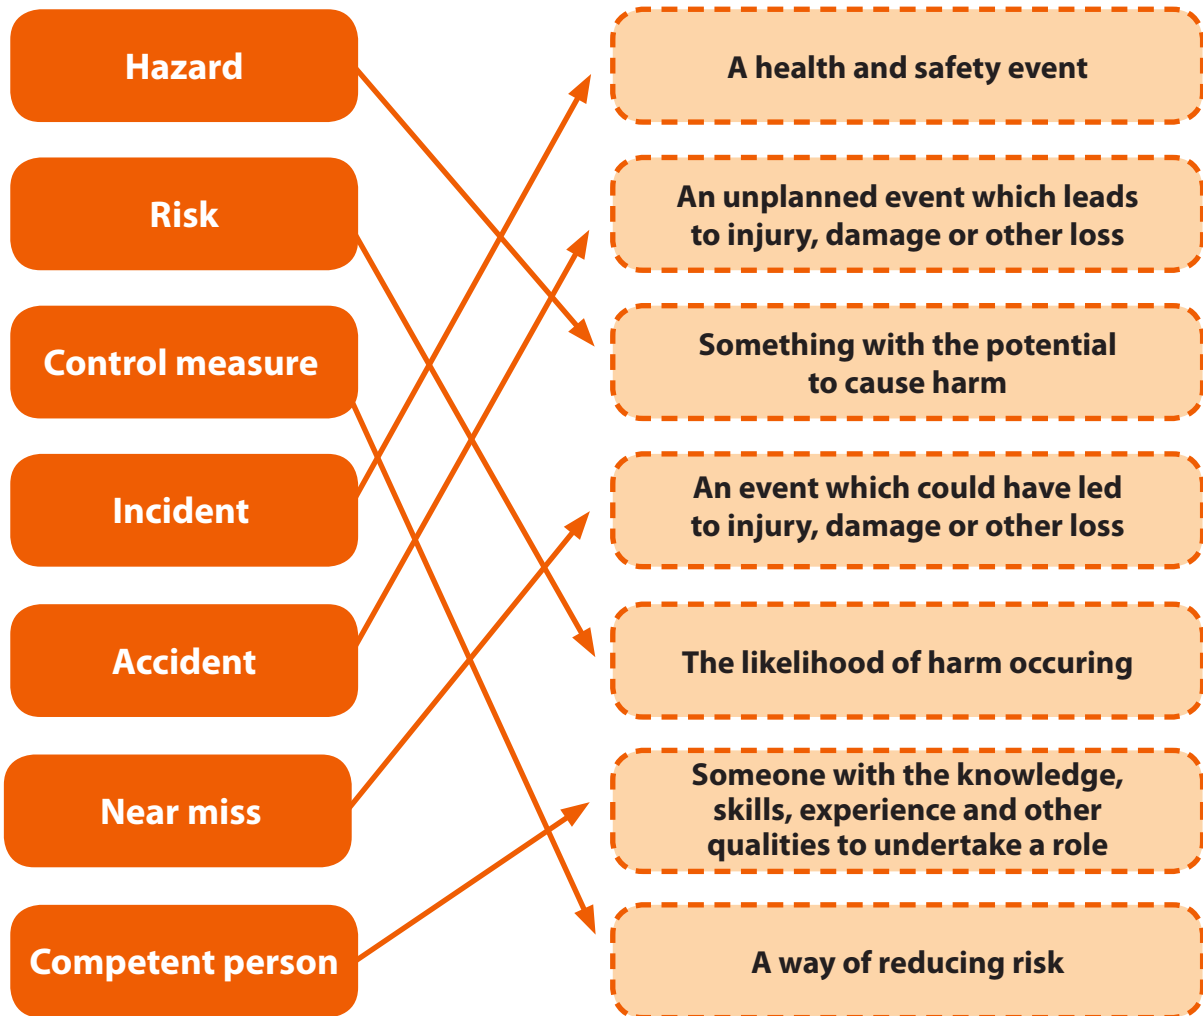 Hazard
A health and safety event
Risk
An unplanned event which leads
to injury, damage or other loss
Control measure
Something with the potential
to cause harm
Incident
An event which could have led
to injury, damage or other loss
Accident
The likelihood of harm occuring
Near miss
Someone with the knowledge,
skills, experience and other
qualities to undertake a role
Competent person
A way of reducing risk